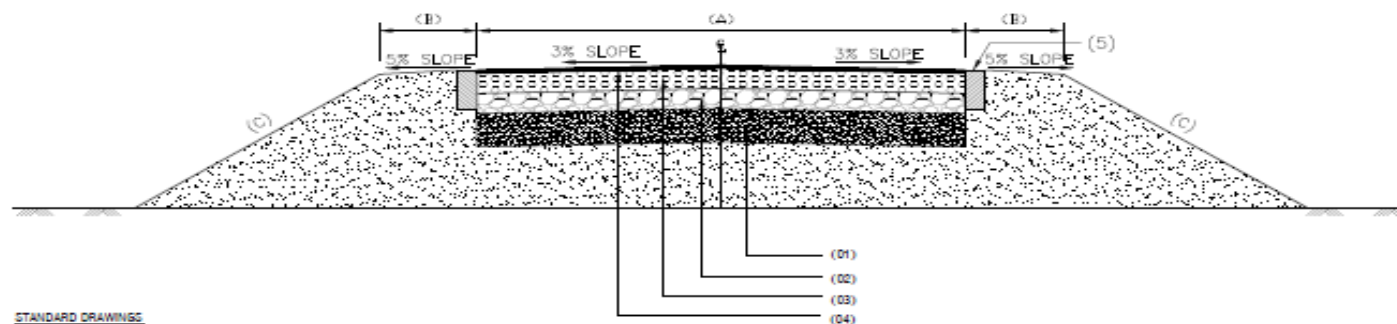 (B) (A) (B)
5% SLOPE 3% SLOPE ℄ 3% SLOPE 5% SLOPE (5)
(C) (C)
(01)
(02)
(03)
(04)
STANDARD DRAWINGS